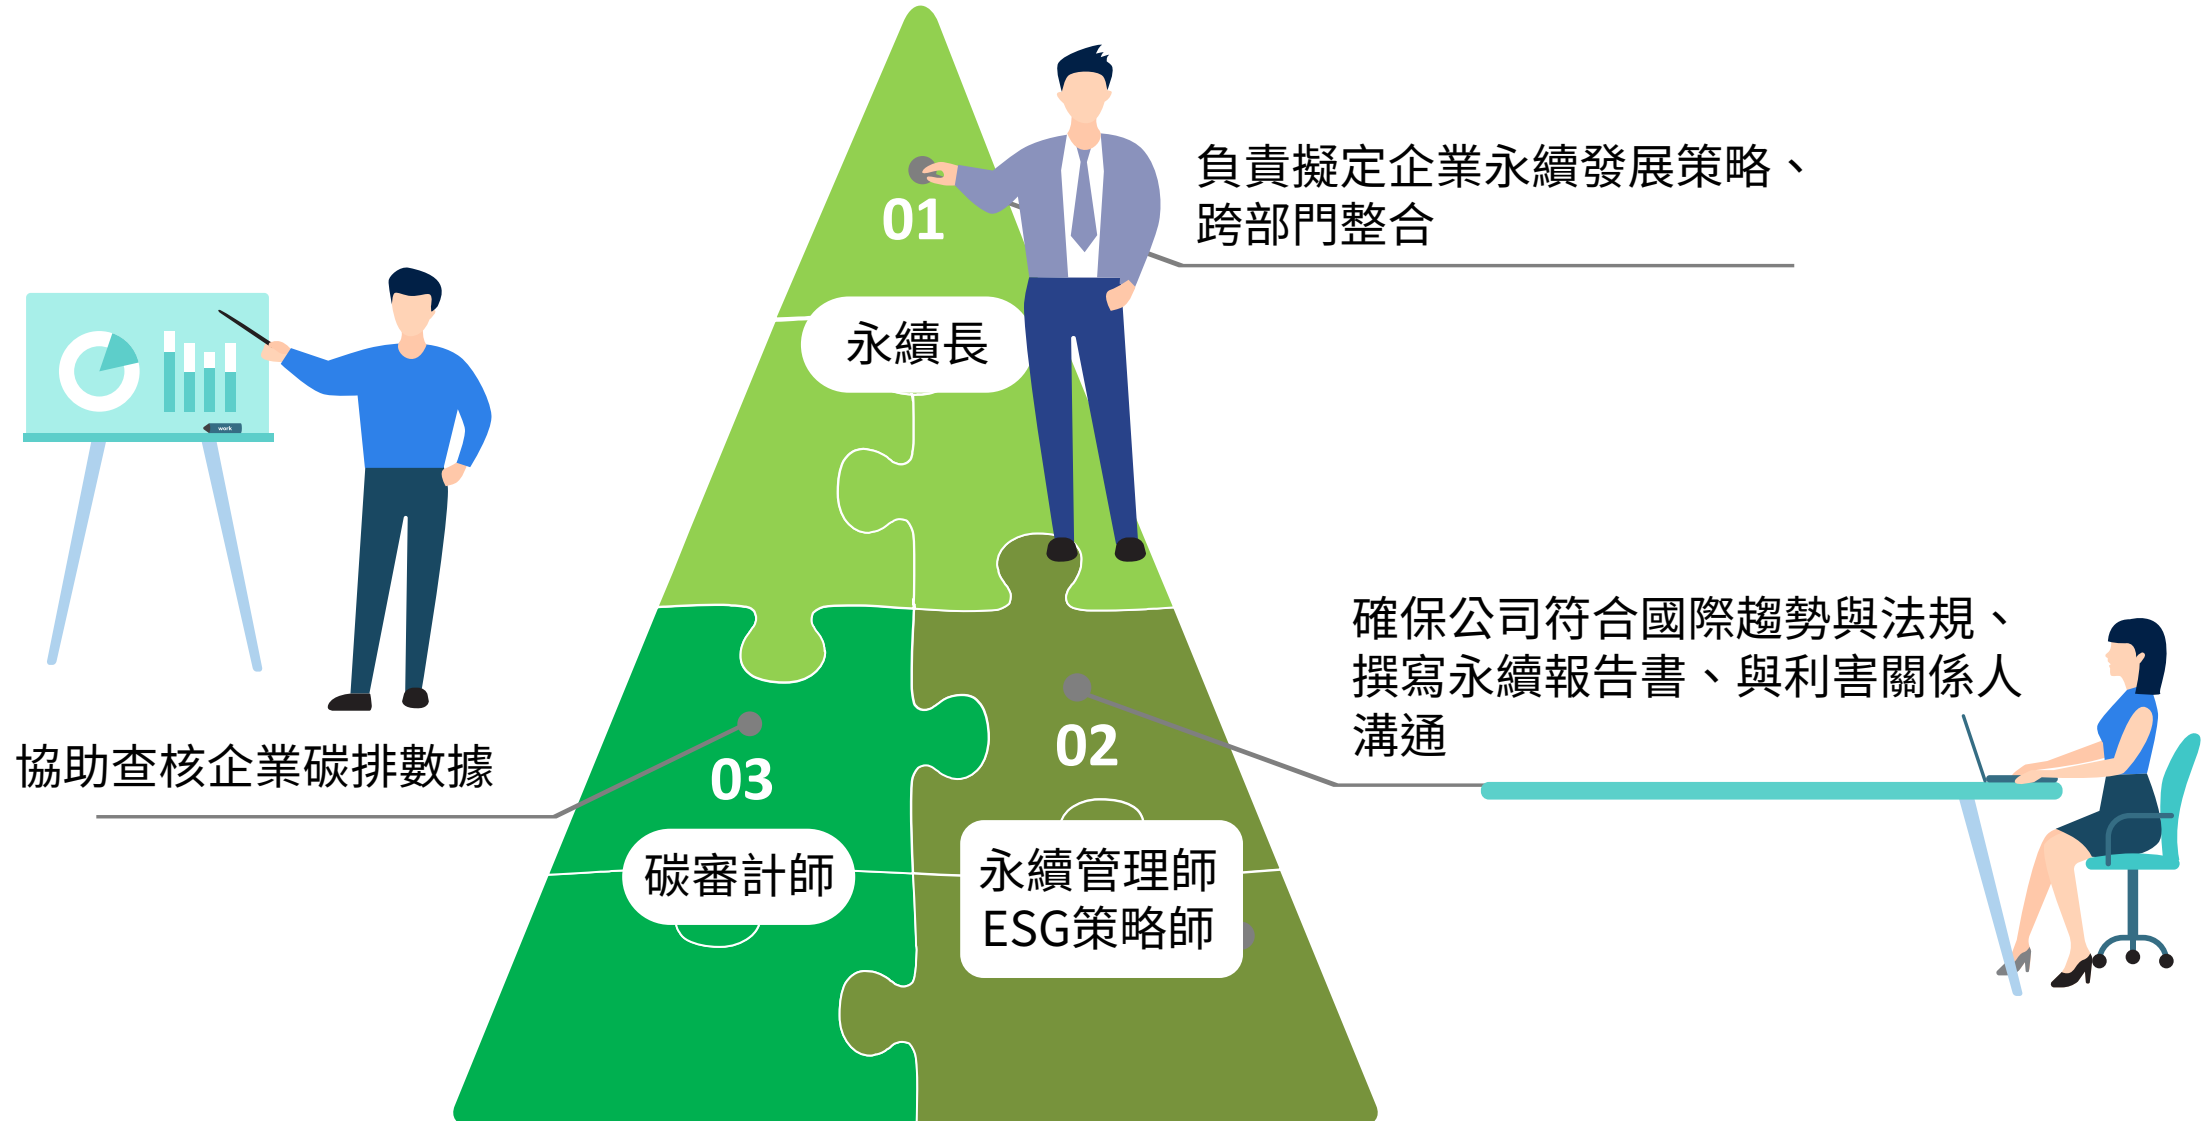 01
負責擬定企業永續發展策略、
跨部門整合
永續長
work
確保公司符合國際趨勢與法規、
撰寫永續報告書、與利害關係人
溝通
02
永續管理師
ESG策略師
協助查核企業碳排數據
03
碳審計師